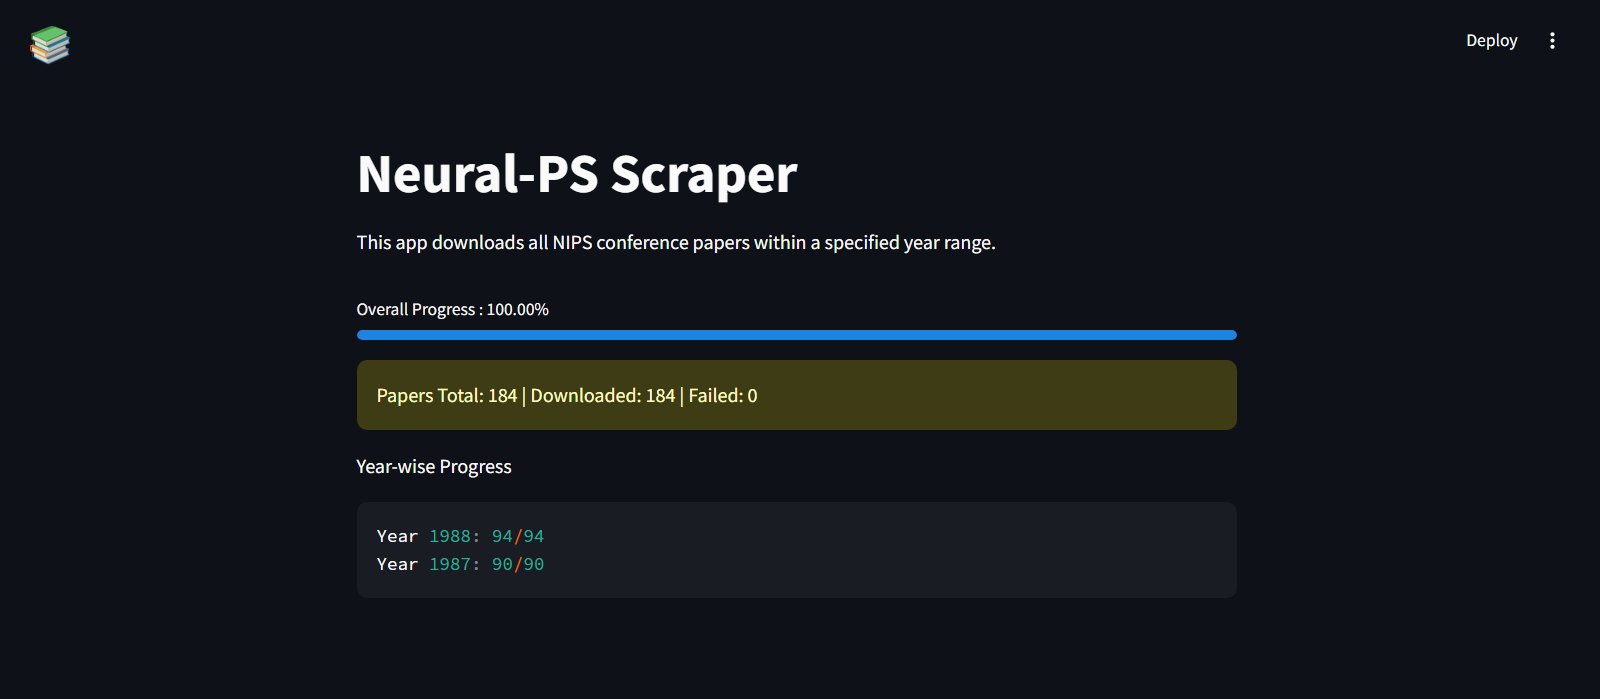 Deploy
Neural-PS Scraper
This app downloads all NIPS conference papers within a specified year range.
Overall Progress : 100.00%
Papers Total: 184 | Downloaded: 184 | Failed: 0
Year-wise Progress
Year 1988: 94/94
Year 1987: 90/90